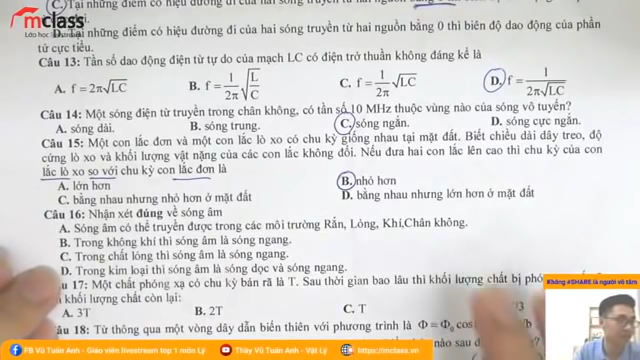 C. Tại những điểm có hiệu đường đi của hai sóng truyền từ hai nguồn bằng
mclass
Lớp học livestream top 1
D. Tại những điểm có hiệu đường đi của hai sóng truyền từ hai nguồn bằng 0 thì biên độ dao động của phần
tử cực tiểu.
Câu 13: Tần số dao động điện từ tự do của mạch LC có điện trở thuần không đáng kể là
A. f = 2π√LC B. f = 1/2π √L/C C. f = 1/2π √LC D. f = 1/2π√LC
Câu 14: Một sóng điện từ truyền trong chân không, có tần số 10 MHz thuộc vùng nào của sóng vô tuyến?
A. sóng dài. B. sóng trung. C. sóng ngắn. D. sóng cực ngắn.
Câu 15: Một con lắc đơn và một con lắc lò xo có chu kỳ giống nhau tại mặt đất. Biết chiều dài dây treo, độ
cứng lò xo và khối lượng vật nặng của các con lắc không đổi. Nếu đưa hai con lắc lên cao thì chu kỳ của con
lắc lò xo so với chu kỳ con lắc đơn là
A. lớn hơn B. nhỏ hơn
C. bằng nhau nhưng nhỏ hơn ở mặt đất D. bằng nhau nhưng lớn hơn ở mặt đất
Câu 16: Nhận xét đúng về sóng âm
A. Sóng âm có thể truyền được trong các môi trường Rắn, Lỏng, Khí,Chân không.
B. Trong không khí thì sóng âm là sóng ngang.
C. Trong chất lỏng thì sóng âm là sóng ngang.
D. Trong kim loại thì sóng âm là sóng dọc và sóng ngang.
u 17: Một chất phóng xạ có chu kỳ bán rã là T. Sau thời gian bao lâu thì khối lượng chất bị
khối lượng chất còn lại:
A. 3T B. 2T C. T
âu 18: Từ thông qua một vòng dây dẫn biến thiên với phương trình là Φ = Φ₀ cos
nào sau
Không #SHARE là người vô tâm
FB Vũ Tuấn Anh - Giáo viên livestream top 1 môn Lý
Thầy Vũ Tuấn Anh - Vật Lý
https://mclass.vn